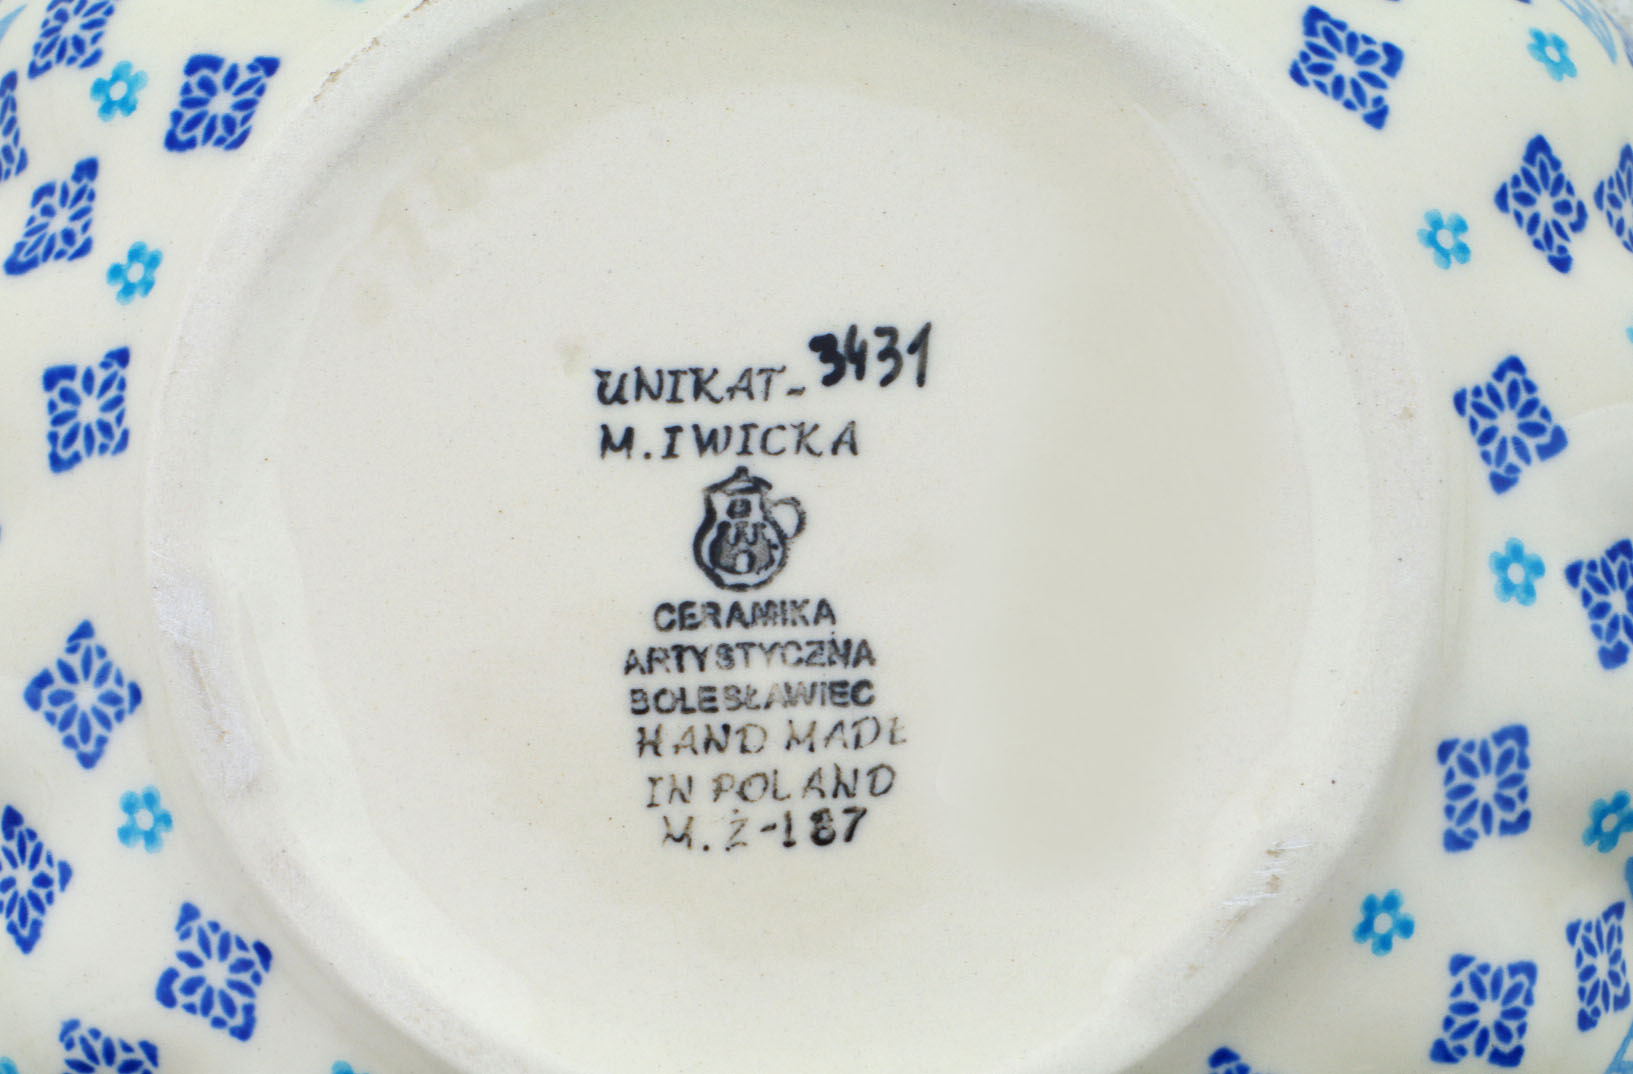 UNIKAT-3431
M. IWICKA
CERAMIKA
ARTYSTYCZNA
BOLESŁAWIEC
HAND MADE
IN POLAND
M. Ż-187